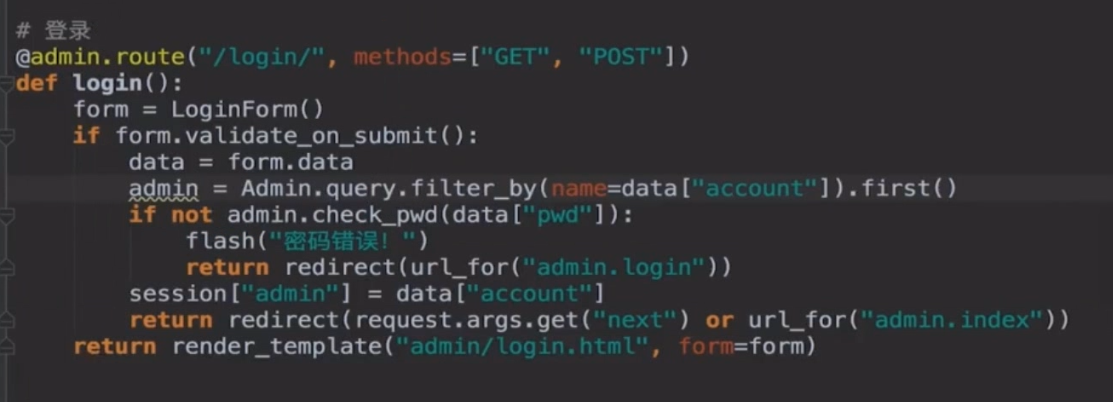 # 登录
@admin.route("/login/", methods=["GET", "POST"])
def login():
    form = LoginForm()
    if form.validate_on_submit():
        data = form.data
        admin = Admin.query.filter_by(name=data["account"]).first()
        if not admin.check_pwd(data["pwd"]):
            flash("密码错误！")
            return redirect(url_for("admin.login"))
        session["admin"] = data["account"]
        return redirect(request.args.get("next") or url_for("admin.index"))
    return render_template("admin/login.html", form=form)